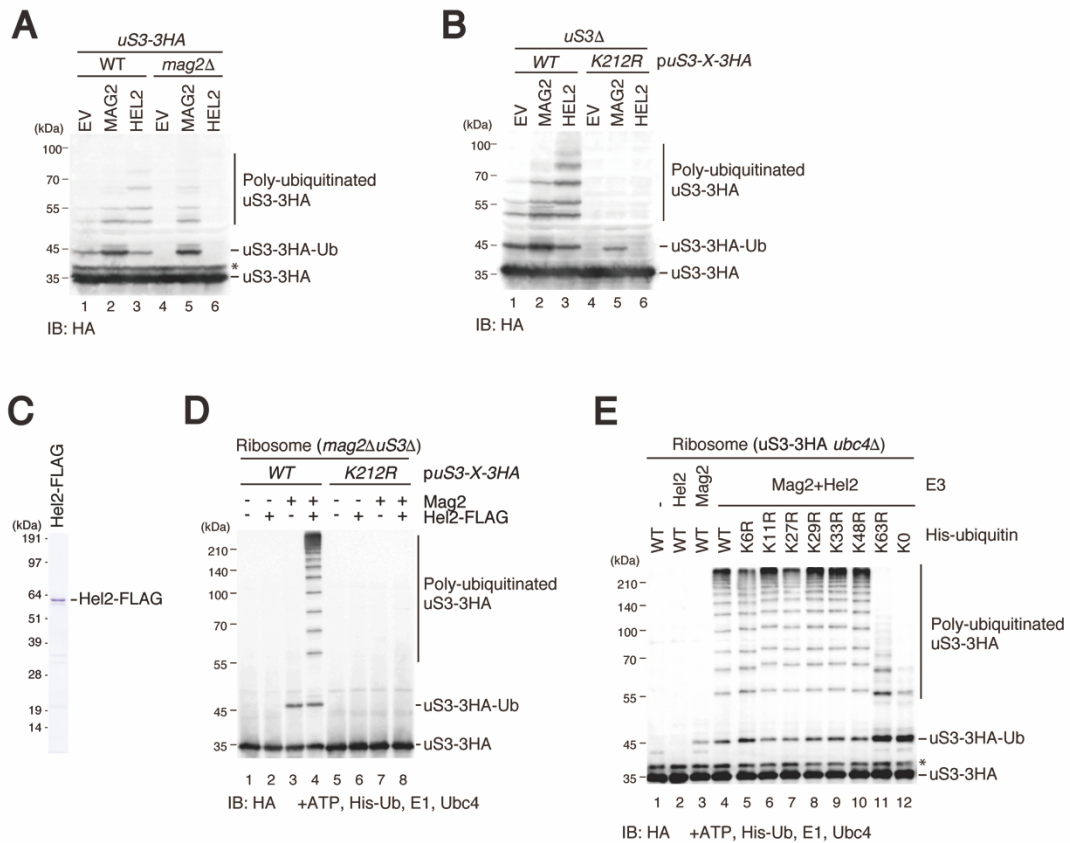 A
uS3-3HA
WT mag2Δ
EV MAG2 HEL2 EV MAG2 HEL2
(kDa)
100
70
55
45
35
Poly-ubiquitinated
uS3-3HA
uS3-3HA-Ub
*
uS3-3HA
1 2 3 4 5 6
IB: HA
B
uS3Δ
WT K212R puS3-X-3HA
EV MAG2 HEL2 EV MAG2 HEL2
(kDa)
100
70
55
45
35
Poly-ubiquitinated
uS3-3HA
uS3-3HA-Ub
uS3-3HA
1 2 3 4 5 6
IB: HA
C
Hel2-FLAG
(kDa)
191
97
64
51
39
28
19
14
Hel2-FLAG
D
Ribosome (mag2ΔuS3Δ)
WT K212R puS3-X-3HA
- - + + - - + + Mag2
- + - + - + - + Hel2-FLAG
(kDa)
210
140
100
70
55
45
35
Poly-ubiquitinated
uS3-3HA
uS3-3HA-Ub
uS3-3HA
1 2 3 4 5 6 7 8
IB: HA +ATP, His-Ub, E1, Ubc4
E
Ribosome (uS3-3HA ubc4Δ)
- Hel2 Mag2 Mag2+Hel2 E3
WT WT WT WT K6R K11R K27R K29R K33R K48R K63R K0 His-ubiquitin
(kDa)
210
140
100
70
55
45
35
Poly-ubiquitinated
uS3-3HA
uS3-3HA-Ub
*
uS3-3HA
1 2 3 4 5 6 7 8 9 10 11 12
IB: HA +ATP, His-Ub, E1, Ubc4